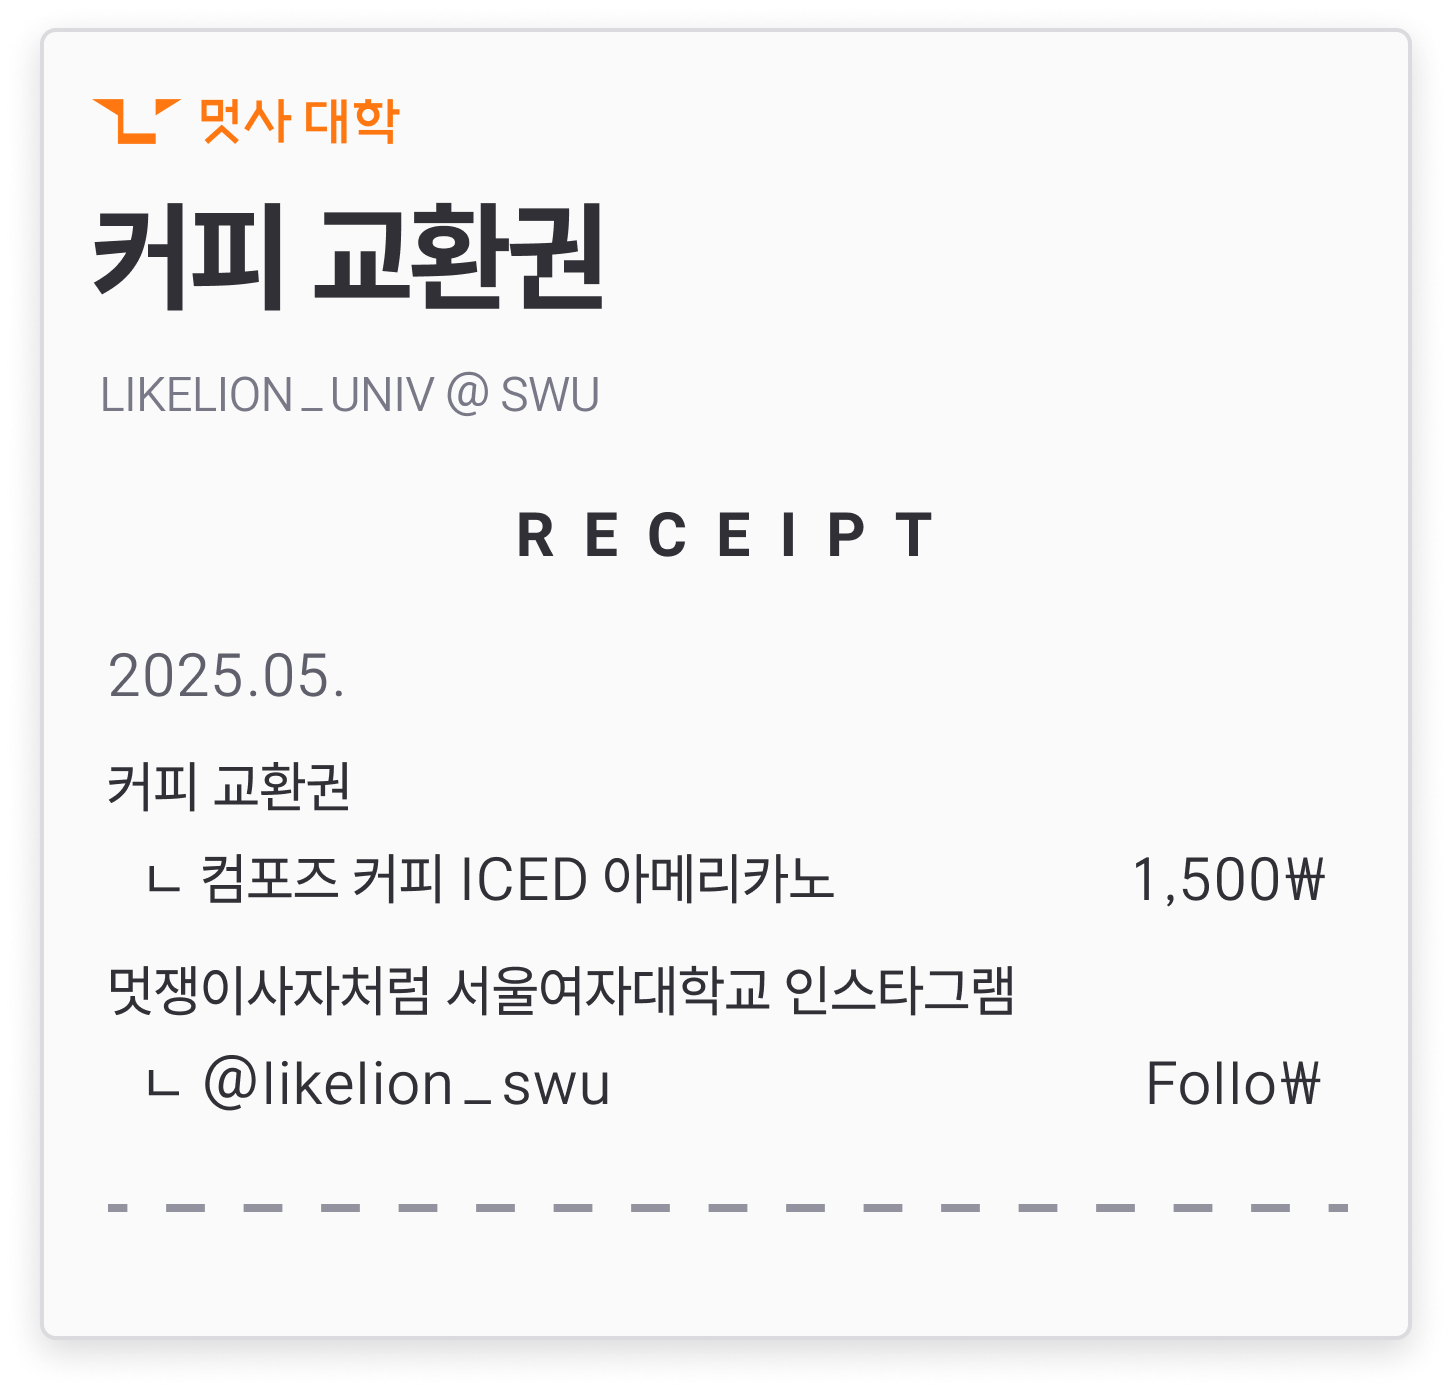 멋사 대학
커피 교환권
LIKELION_UNIV @ SWU
RECEIPT
2025.05.
커피 교환권
ㄴ 컴포즈 커피 ICED 아메리카노 1,500₩
멋쟁이사자처럼 서울여자대학교 인스타그램
ㄴ @likelion_swu Follo₩